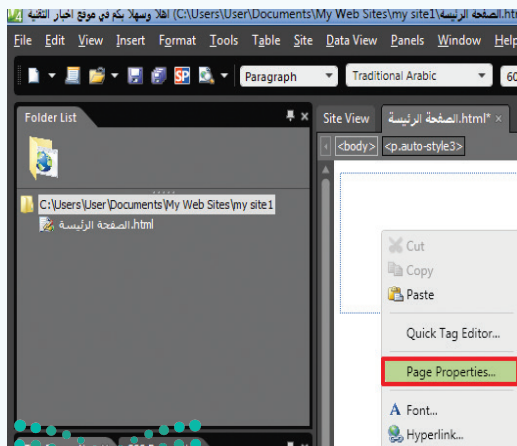 اهلا وسهلا بكم في موقع اخبار التقنية (C:\Users\User\Documents\My Web Sites\my site1\الصفحة الرئيسة.ht
File Edit View Insert Format Tools Table Site Data View Panels Window Help
Paragraph Traditional Arabic 60
Folder List
Site View الصفحة الرئيسة.html*
<body> <p.auto-style3>
C:\Users\User\Documents\My Web Sites\my site1
الصفحة الرئيسة.html
Cut
Copy
Paste
Quick Tag Editor...
Page Properties...
Font...
Hyperlink...